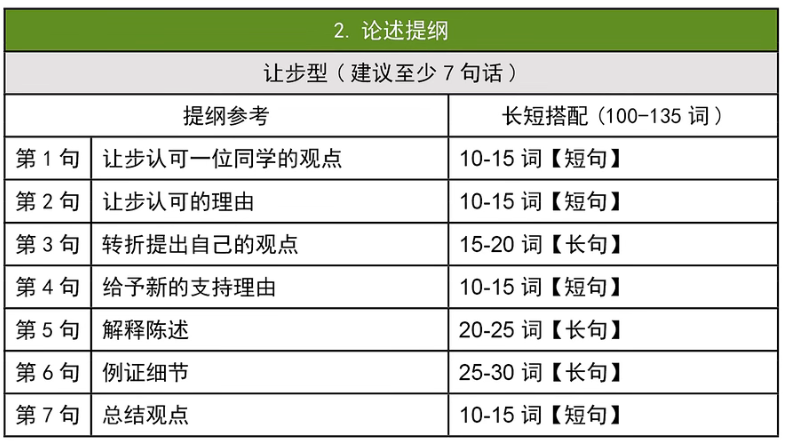 2. 论述提纲
让步型（建议至少 7 句话）
提纲参考 长短搭配（100-135 词）
第 1 句 让步认可一位同学的观点 10-15 词【短句】
第 2 句 让步认可的理由 10-15 词【短句】
第 3 句 转折提出自己的观点 15-20 词【长句】
第 4 句 给予新的支持理由 10-15 词【短句】
第 5 句 解释陈述 20-25 词【长句】
第 6 句 例证细节 25-30 词【长句】
第 7 句 总结观点 10-15 词【短句】